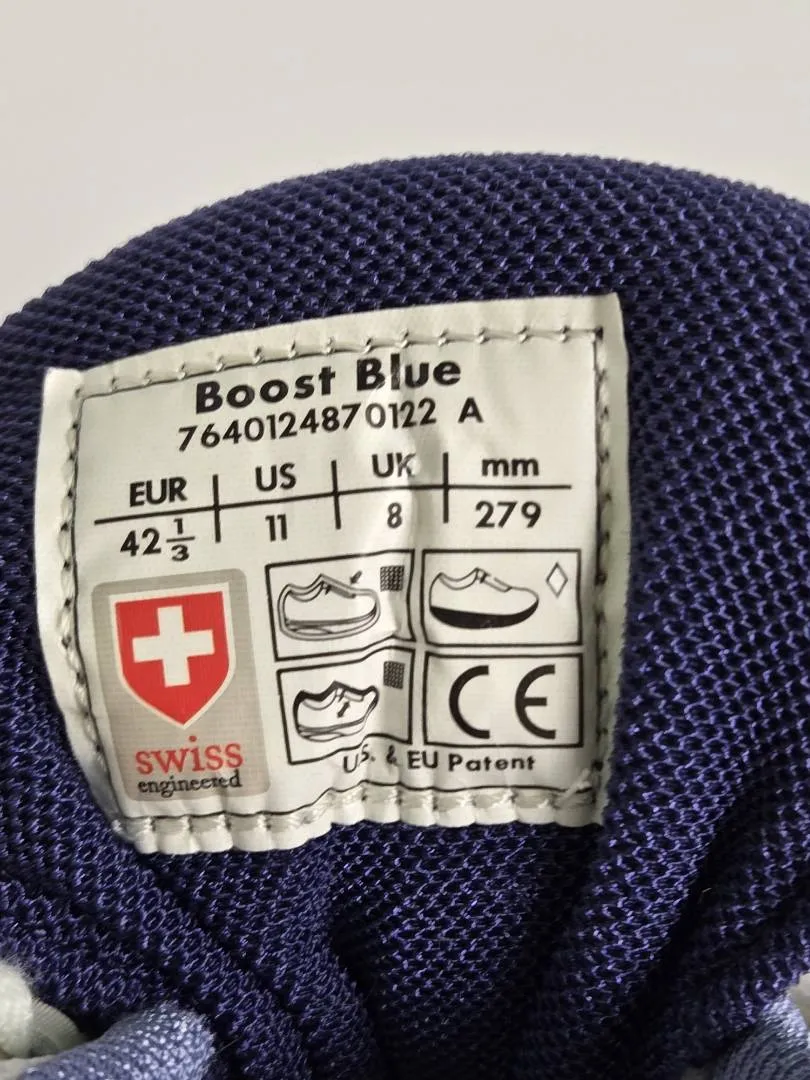 Boost Blue
7640124870122 A
EUR US UK mm
42 1/3 11 8 279
swiss
engineered
CE
U.S. & EU Patent